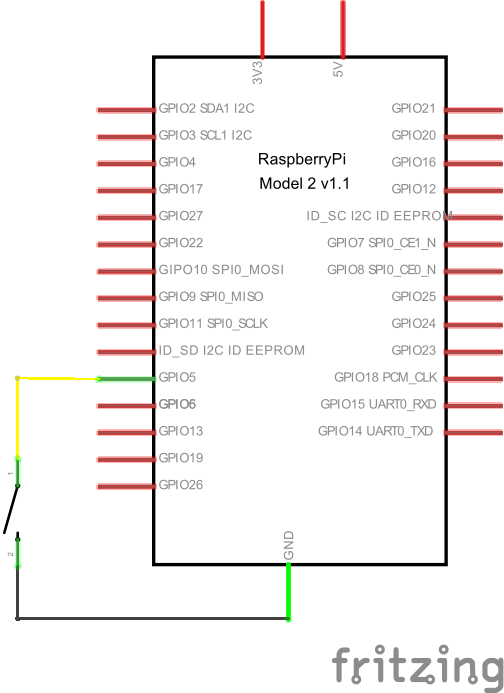 3V3
5V
GPIO2 SDA1 I2C
GPIO21
GPIO3 SCL1 I2C
GPIO20
GPIO4
RaspberryPi
GPIO16
GPIO17
Model 2 v1.1
GPIO12
GPIO27
ID_SC I2C ID EEPROM
GPIO22
GPIO7 SPI0_CE1_N
GIPO10 SPI0_MOSI
GPIO8 SPI0_CE0_N
GPIO9 SPI0_MISO
GPIO25
GPIO11 SPI0_SCLK
GPIO24
ID_SD I2C ID EEPROM
GPIO23
GPIO5
GPIO18 PCM_CLK
GPIO6
GPIO15 UART0_RXD
GPIO13
GPIO14 UART0_TXD
GPIO19
1
GPIO26
2
GND
fritzing